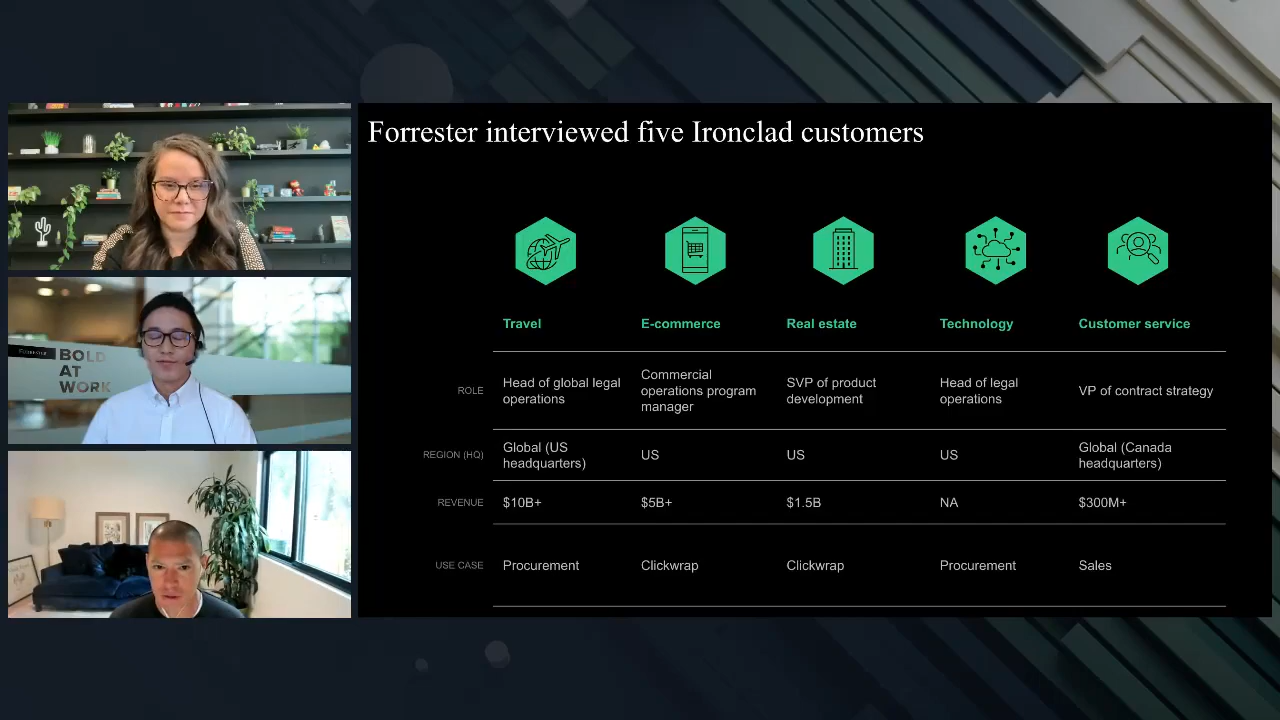 Forrester interviewed five Ironclad customers
Travel
E-commerce
Real estate
Technology
Customer service
ROLE
Head of global legal
operations
Commercial
operations program
manager
SVP of product
development
Head of legal
operations
VP of contract strategy
REGION (HQ)
Global (US
headquarters)
US
US
US
Global (Canada
headquarters)
REVENUE
$10B+
$5B+
$1.5B
NA
$300M+
USE CASE
Procurement
Clickwrap
Clickwrap
Procurement
Sales
FORRESTER
BOLD
AT
WORK